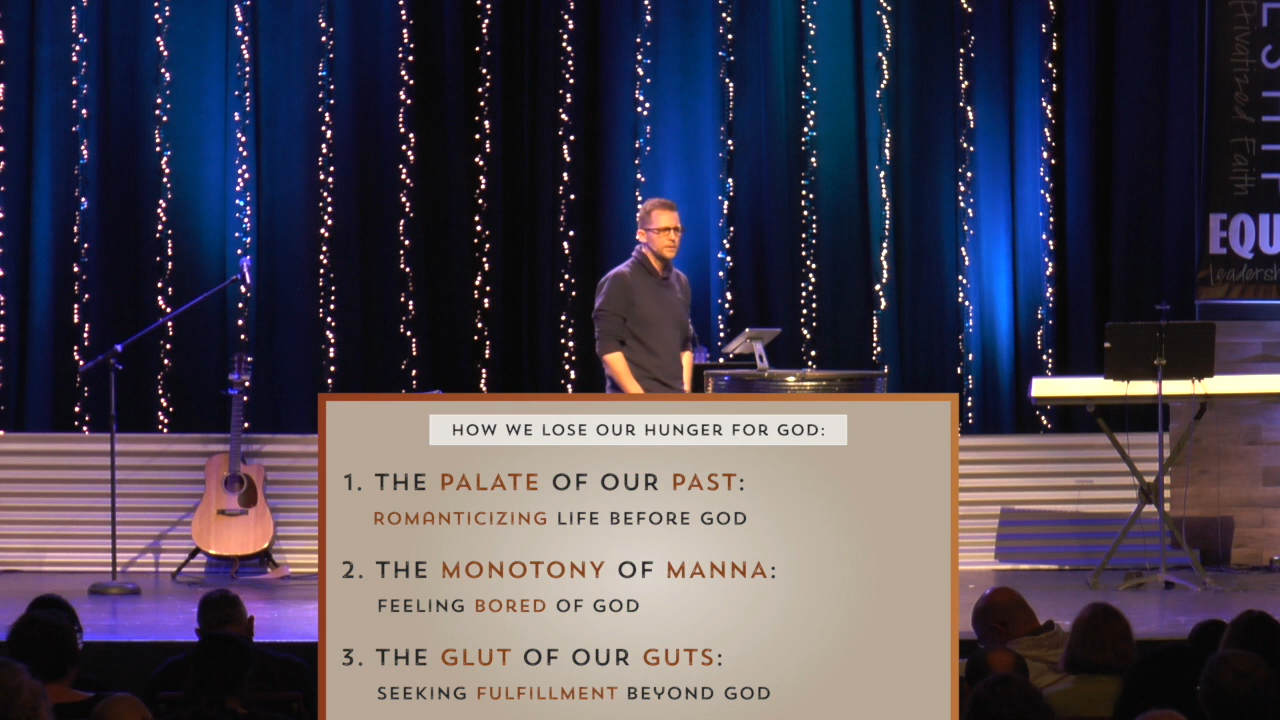 HOW WE LOSE OUR HUNGER FOR GOD:
1. THE PALATE OF OUR PAST:
ROMANTICIZING LIFE BEFORE GOD
2. THE MONOTONY OF MANNA:
FEELING BORED OF GOD
3. THE GLUT OF OUR GUTS:
SEEKING FULFILLMENT BEYOND GOD
Privatized Faith
EQU
Leadersh